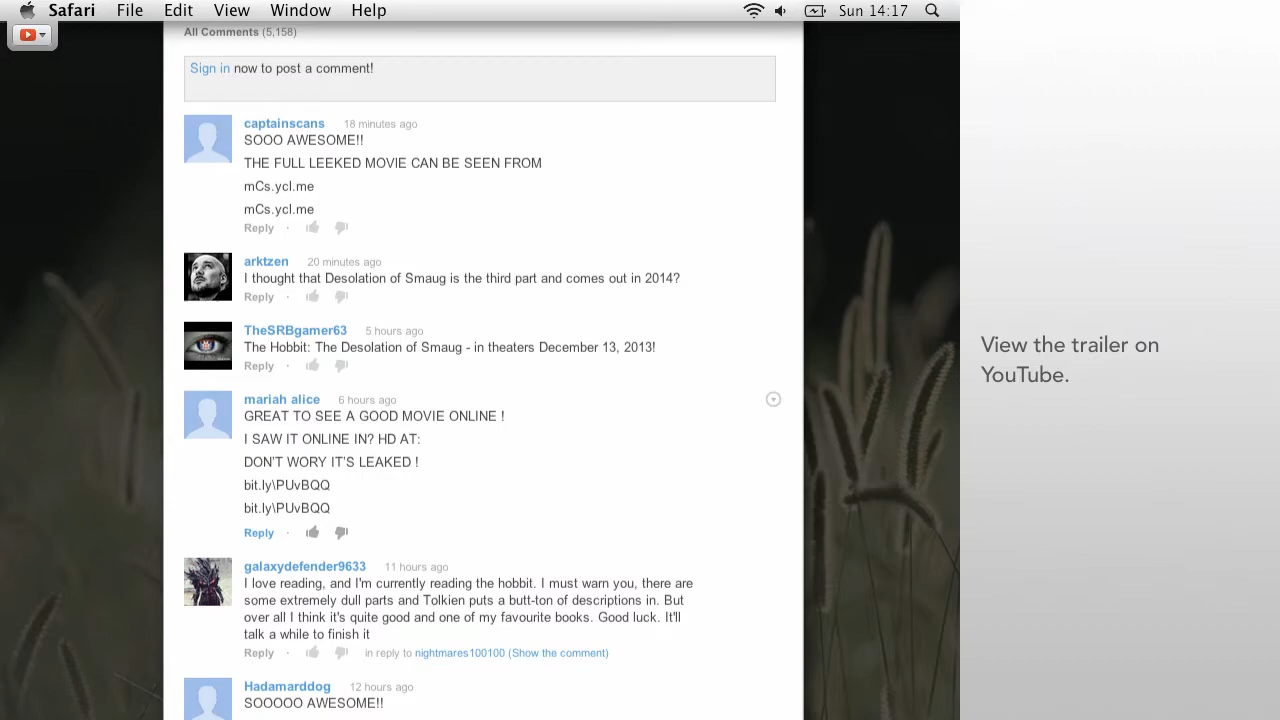 Safari File Edit View Window Help Sun 14:17
All Comments (5,158)
Sign in now to post a comment!
captainscans 18 minutes ago
SOOO AWESOME!!
THE FULL LEEKED MOVIE CAN BE SEEN FROM
mCs.ycl.me
mCs.ycl.me
Reply ·
arktzen 20 minutes ago
I thought that Desolation of Smaug is the third part and comes out in 2014?
Reply ·
TheSRBgamer63 5 hours ago
The Hobbit: The Desolation of Smaug - in theaters December 13, 2013!
Reply ·
mariah alice 6 hours ago
GREAT TO SEE A GOOD MOVIE ONLINE !
I SAW IT ONLINE IN? HD AT:
DON'T WORY IT'S LEAKED !
bit.ly\PUvBQQ
bit.ly\PUvBQQ
Reply ·
galaxydefender9633 11 hours ago
I love reading, and I'm currently reading the hobbit. I must warn you, there are
some extremely dull parts and Tolkien puts a butt-ton of descriptions in. But
over all I think it's quite good and one of my favourite books. Good luck. It'll
talk a while to finish it
Reply · in reply to nightmares100100 (Show the comment)
Hadamarddog 12 hours ago
SOOOOO AWESOME!!
View the trailer on
YouTube.